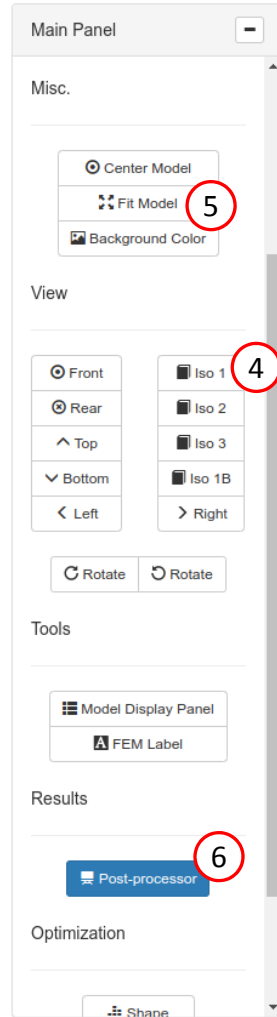 Main Panel
Misc.
Center Model
Fit Model
5
Background Color
View
Front
Iso 1
4
Rear
Iso 2
Top
Iso 3
Bottom
Iso 1B
Left
Right
Rotate
Rotate
Tools
Model Display Panel
A FEM Label
Results
6
Post-processor
Optimization
Shape